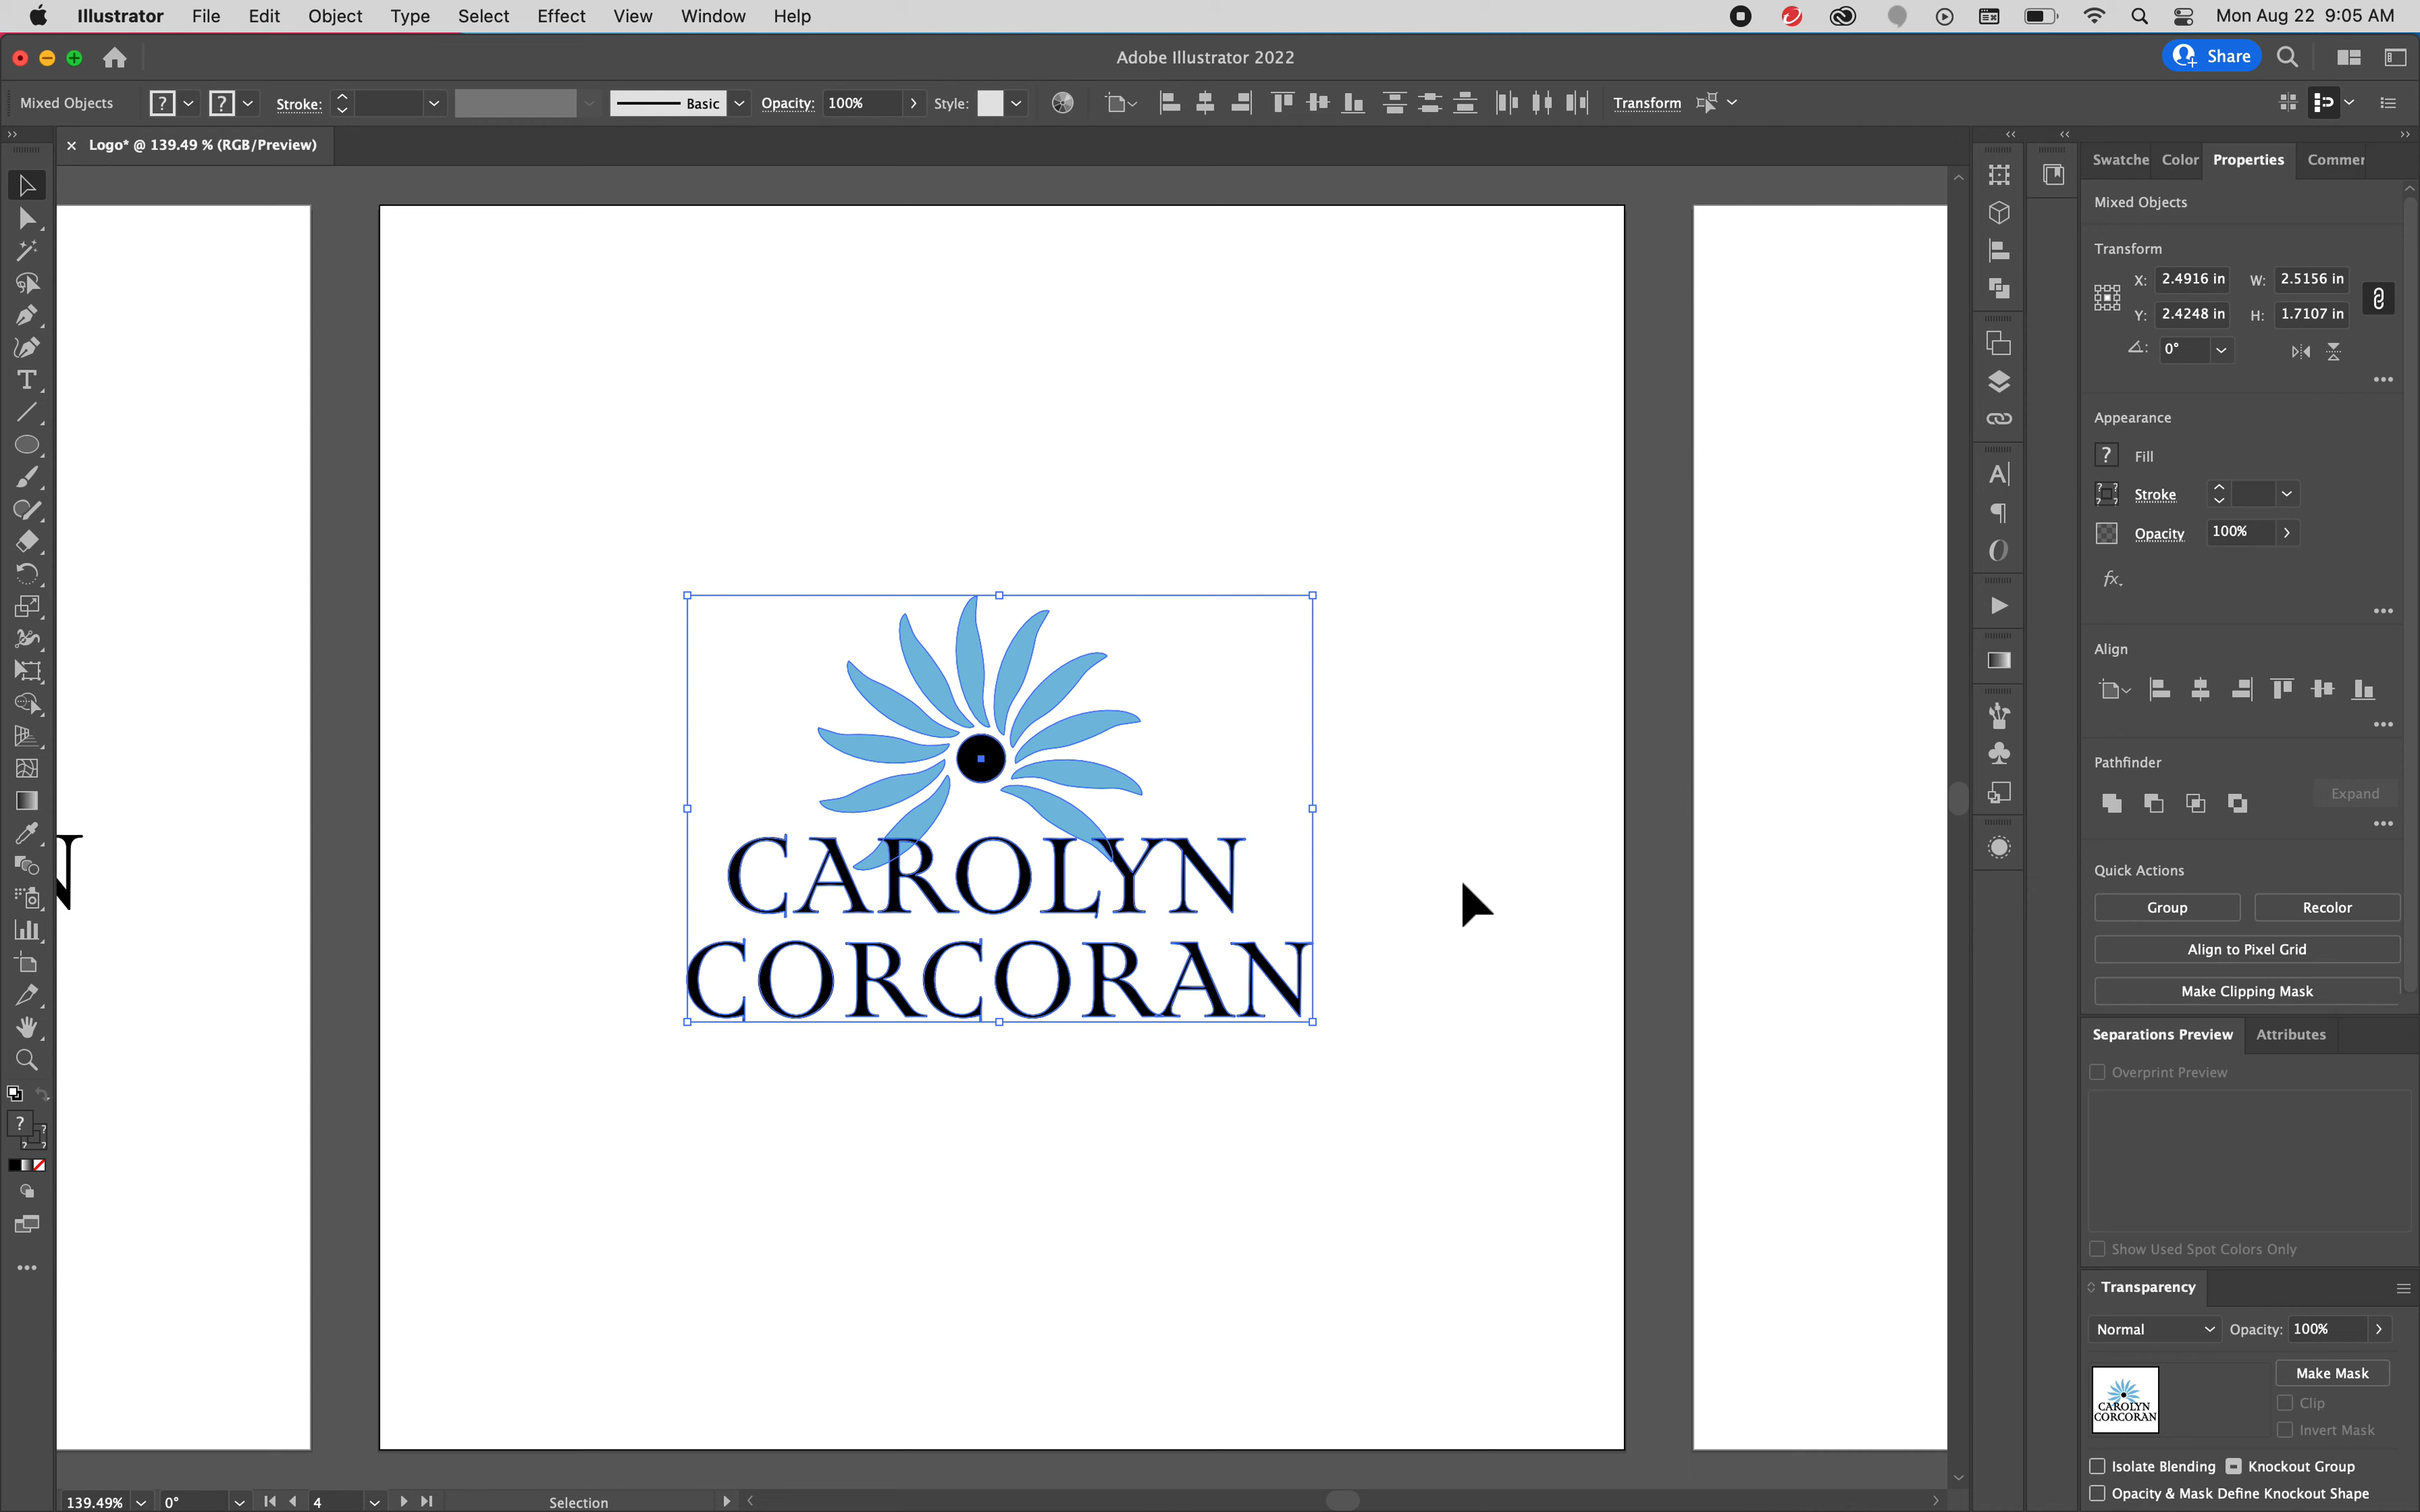 Illustrator File Edit Object Type Select Effect View Window Help Mon Aug 22 9:05 AM
Adobe Illustrator 2022 Share
Mixed Objects ? ? Stroke: Basic Opacity: 100% Style: Transform
Logo* @ 139.49 % (RGB/Preview)
Swatche Color Properties Commer
Mixed Objects
Transform
X: 2.4916 in W: 2.5156 in
Y: 2.4248 in H: 1.7107 in
0°
Appearance
? Fill
Stroke
Opacity 100%
fx.
Align
Pathfinder
Expand
Quick Actions
Group Recolor
Align to Pixel Grid
Make Clipping Mask
N
CAROLYN
CORCORAN
Separations Preview Attributes
Overprint Preview
Show Used Spot Colors Only
Transparency
Normal Opacity: 100%
Make Mask
Clip
Invert Mask
CAROLYN
CORCORAN
Isolate Blending Knockout Group
Opacity & Mask Define Knockout Shape
139.49% 0° 4 Selection